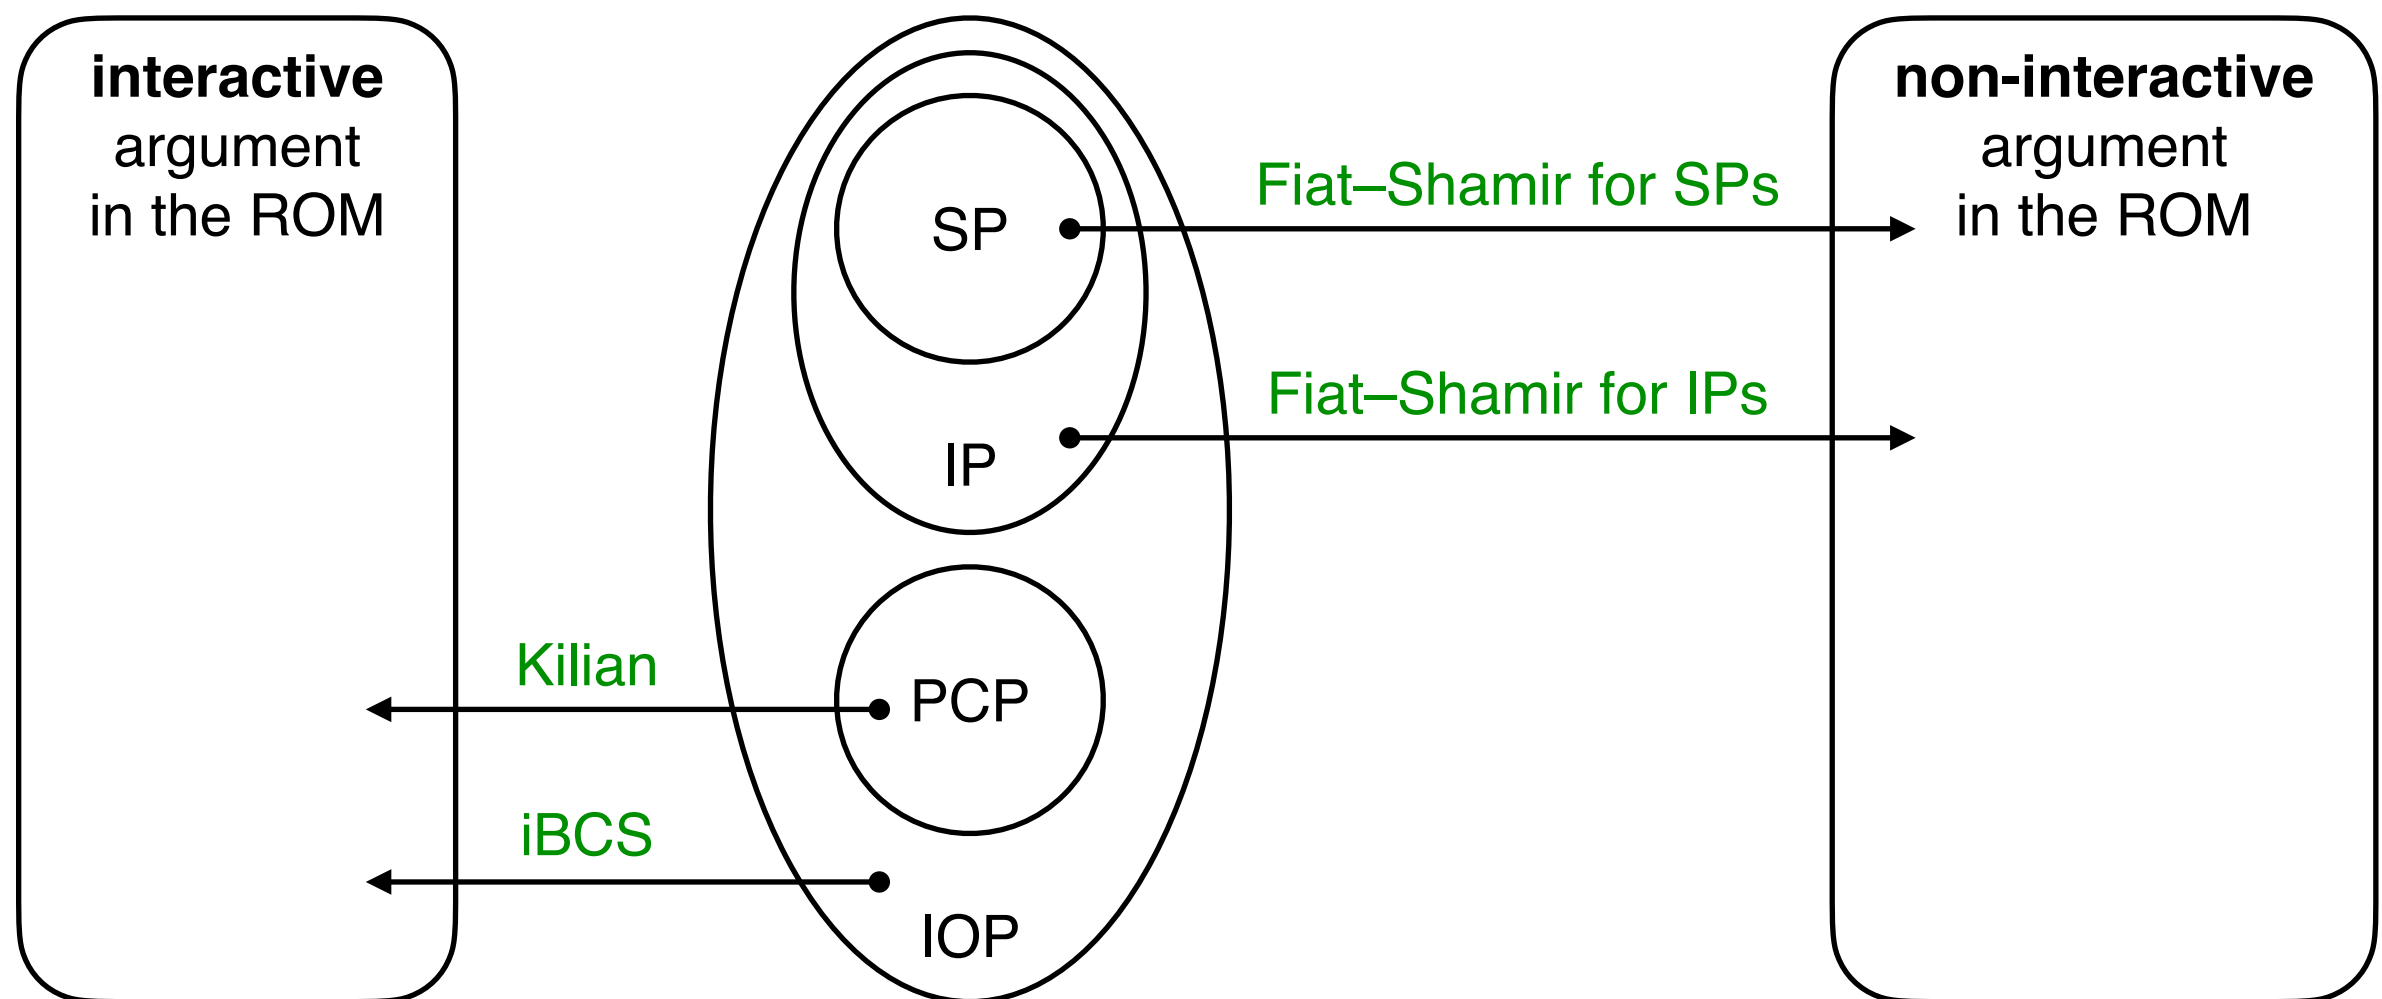 interactive
argument
in the ROM
SP
IP
PCP
IOP
Kilian
iBCS
Fiat–Shamir for SPs
Fiat–Shamir for IPs
non-interactive
argument
in the ROM